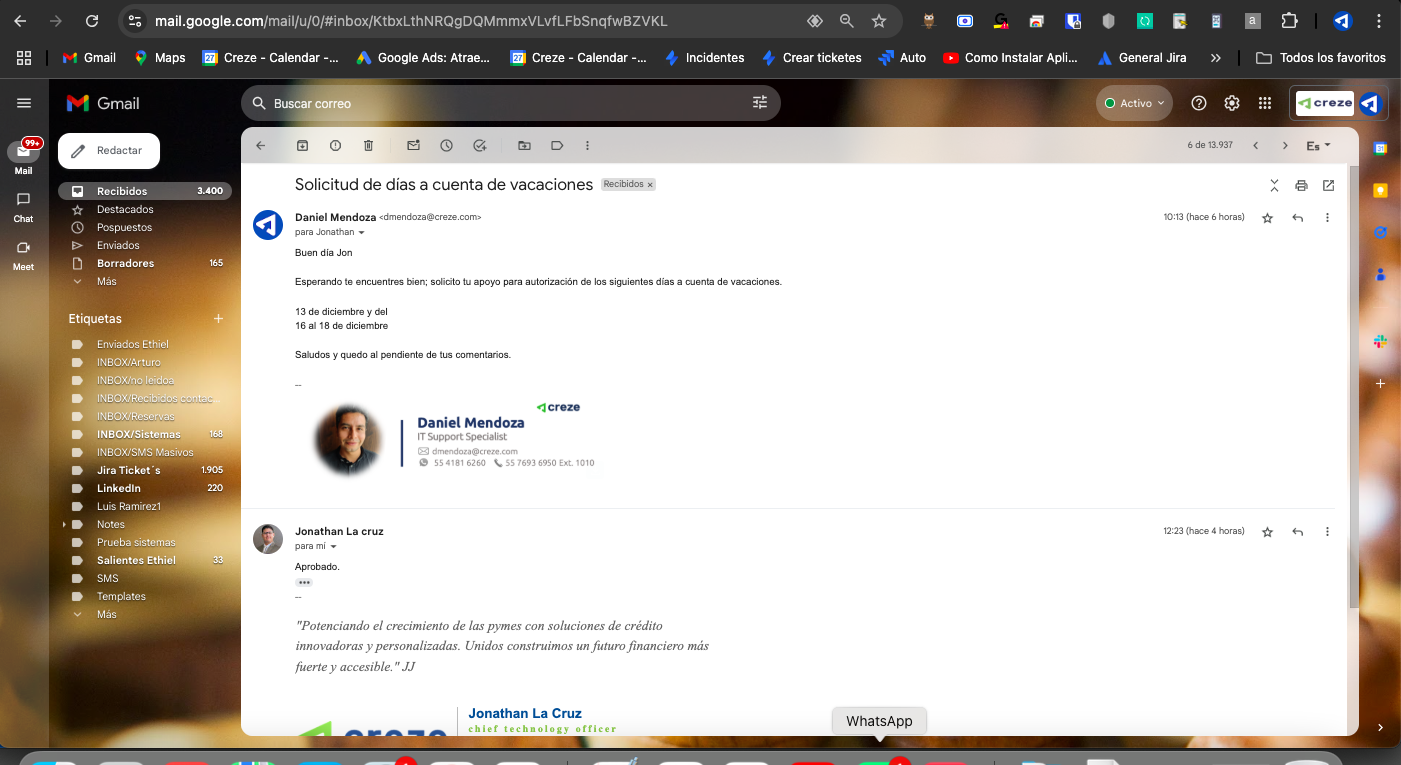 mail.google.com/mail/u/0/#inbox/KtbxLthNRQgDQMmmxVLvfLFbSnqfwBZVKL
Gmail
Maps
Creze - Calendar -...
Google Ads: Atrae...
Creze - Calendar -...
Incidentes
Crear ticketes
Auto
Como Instalar Apli...
General Jira
Todos los favoritos
Gmail
Buscar correo
Activo
creze
99+
Mail
Chat
Meet
Redactar
Recibidos 3.400
Destacados
Pospuestos
Enviados
Borradores 165
Más
Etiquetas
Enviados Ethiel
INBOX/Arturo
INBOX/no leidoa
INBOX/Recibidos contac...
INBOX/Reservas
INBOX/Sistemas 168
INBOX/SMS Masivos
Jira Ticket´s 1.905
LinkedIn 220
Luis Ramirez1
Notes
Prueba sistemas
Salientes Ethiel 33
SMS
Templates
Más
6 de 13.937
Es
Solicitud de días a cuenta de vacaciones Recibidos x
Daniel Mendoza <dmendoza@creze.com> 10:13 (hace 6 horas)
para Jonathan
Buen día Jon
Esperando te encuentres bien; solicito tu apoyo para autorización de los siguientes días a cuenta de vacaciones.
13 de diciembre y del
16 al 18 de diciembre
Saludos y quedo al pendiente de tus comentarios.
--
creze
Daniel Mendoza
IT Support Specialist
dmendoza@creze.com
55 4181 6260 55 7693 6950 Ext. 1010
Jonathan La cruz 12:23 (hace 4 horas)
para mí
Aprobado.
--
"Potenciando el crecimiento de las pymes con soluciones de crédito
innovadoras y personalizadas. Unidos construimos un futuro financiero más
fuerte y accesible." JJ
Jonathan La Cruz
chief technology officer
creze
WhatsApp